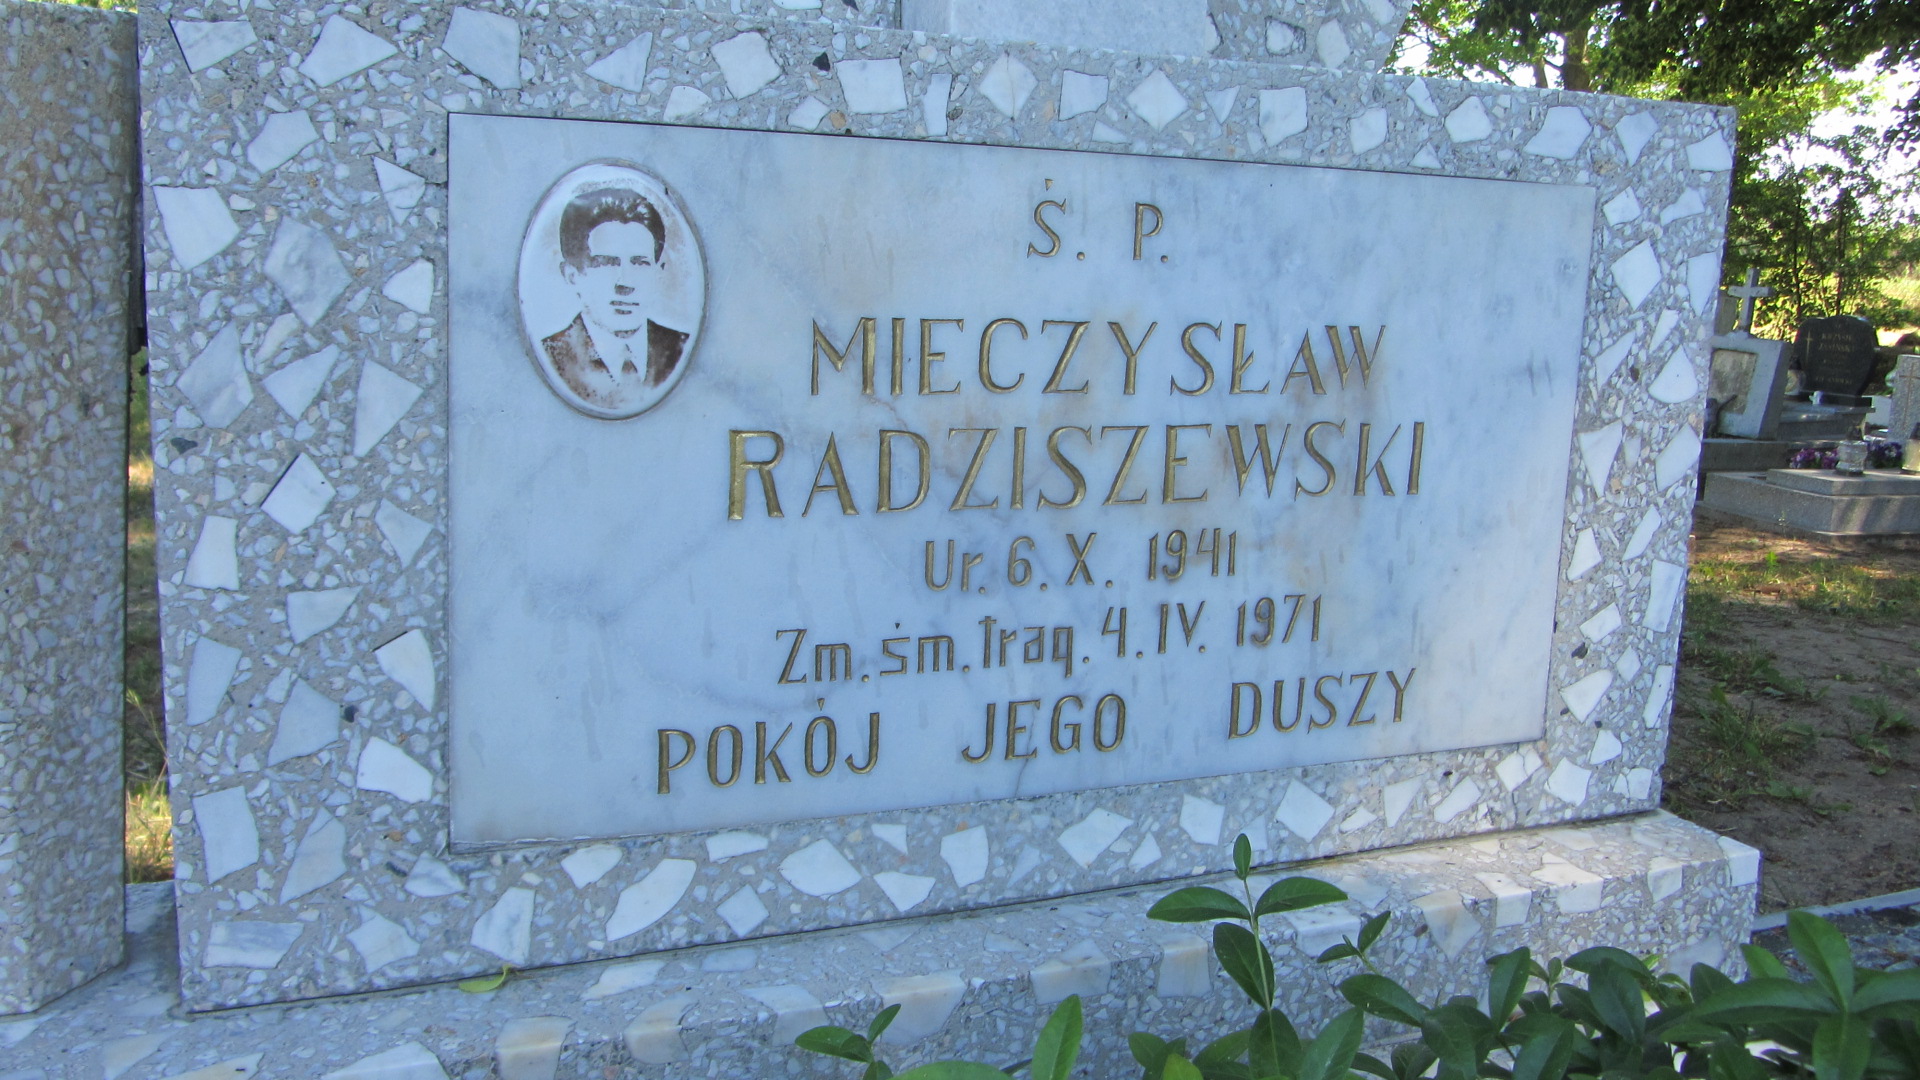 Ś. P.
MIECZYSŁAW
RADZISZEWSKI
Ur. 6. X. 1941
Zm. śm. trag. 4. IV. 1971
POKÓJ JEGO DUSZY